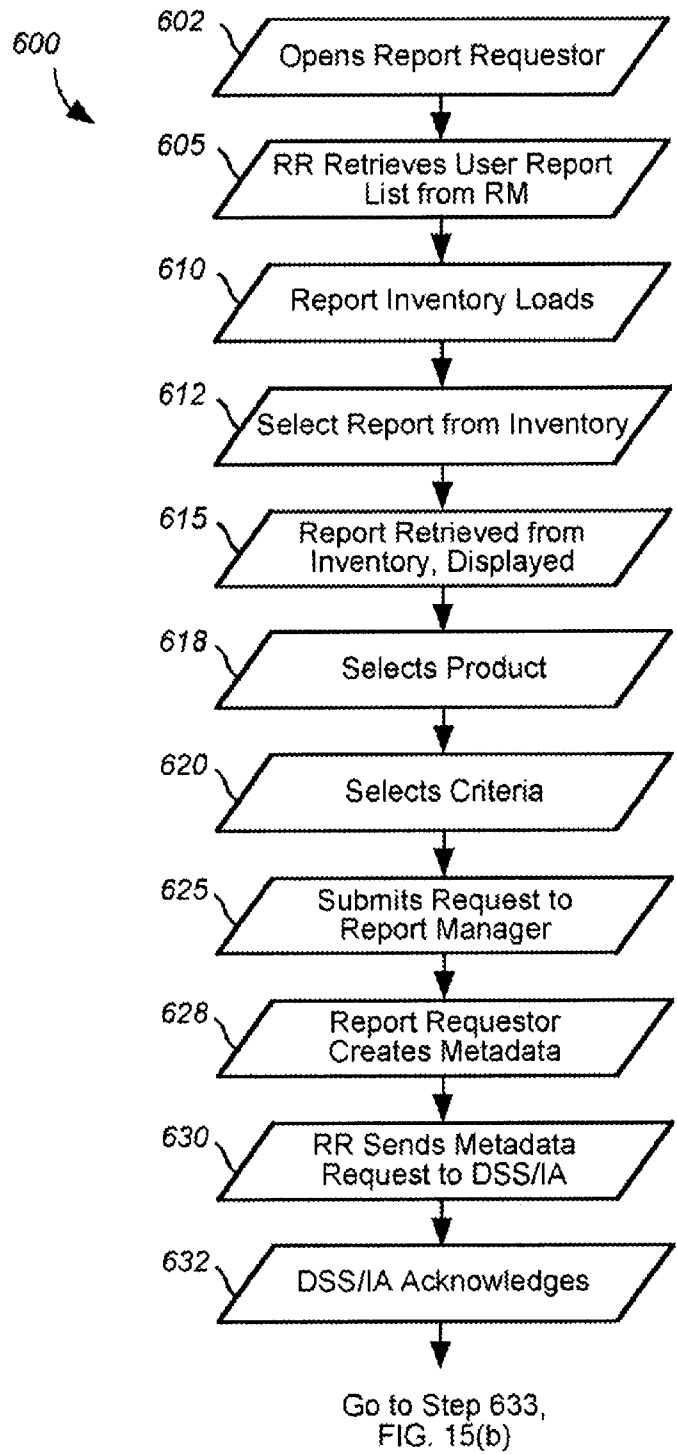 600
602
Opens Report Requestor
605
RR Retrieves User Report
List from RM
610
Report Inventory Loads
612
Select Report from Inventory
615
Report Retrieved from
Inventory, Displayed
618
Selects Product
620
Selects Criteria
625
Submits Request to
Report Manager
628
Report Requestor
Creates Metadata
630
RR Sends Metadata
Request to DSS/IA
632
DSS/IA Acknowledges
Go to Step 633,
FIG. 15(b)